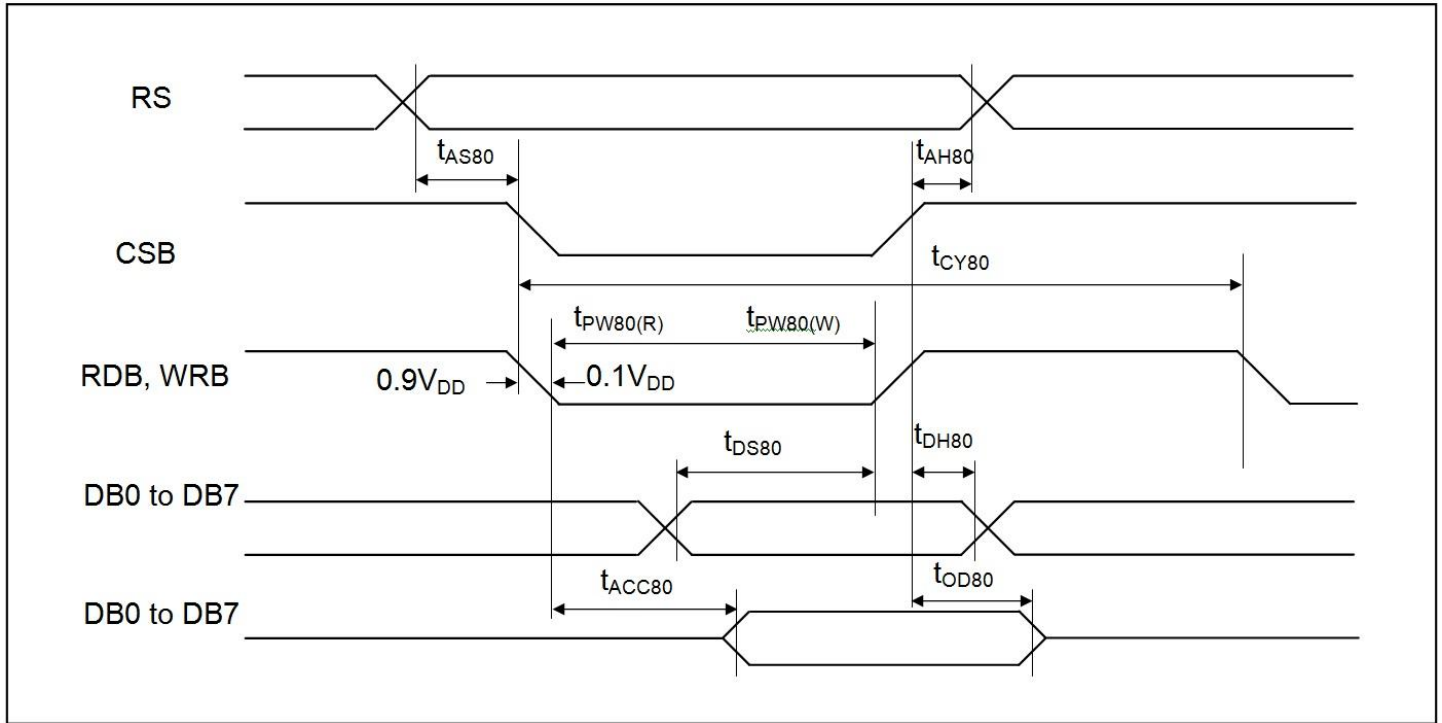 RS
tAS80
tAH80
CSB
tCY80
tPW80(R) tPW80(W)
RDB, WRB
0.9VDD
0.1VDD
tDS80
tDH80
DB0 to DB7
tACC80
tOD80
DB0 to DB7